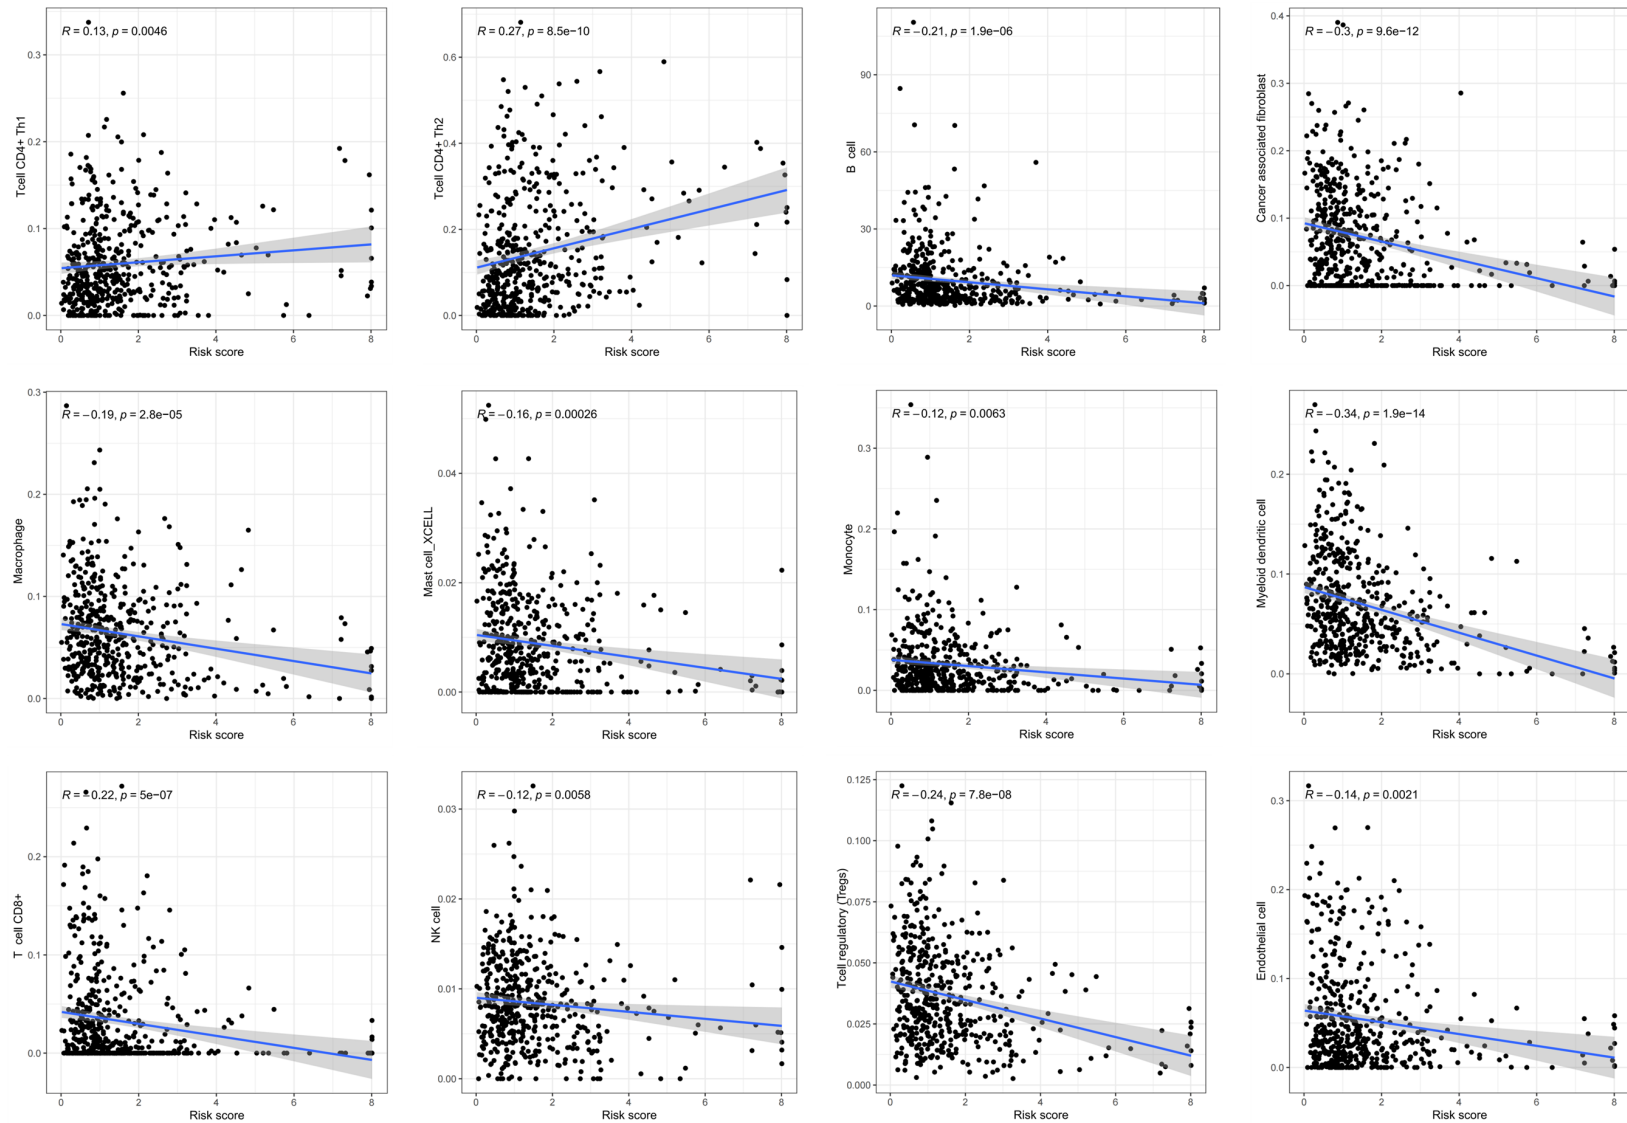 R = 0.13, p = 0.0046
0.3
0.2
0.1
0.0
Tcell CD4+ Th1
0 2 4 6 8
Risk score
R = 0.27, p = 8.5e−10
0.6
0.4
0.2
0.0
Tcell CD4+ Th2
0 2 4 6 8
Risk score
R = −0.21, p = 1.9e−06
90
60
30
0
B cell
0 2 4 6 8
Risk score
R = −0.3, p = 9.6e−12
0.4
0.3
0.2
0.1
0.0
Cancer associated fibroblast
0 2 4 6 8
Risk score
R = −0.19, p = 2.8e−05
0.3
0.2
0.1
0.0
Macrophage
0 2 4 6 8
Risk score
R = −0.16, p = 0.00026
0.04
0.02
0.00
Mast cell_XCELL
0 2 4 6 8
Risk score
R = −0.12, p = 0.0063
0.3
0.2
0.1
0.0
Monocyte
0 2 4 6 8
Risk score
R = −0.34, p = 1.9e−14
0.2
0.1
0.0
Myeloid dendritic cell
0 2 4 6 8
Risk score
R = −0.22, p = 5e−07
0.2
0.1
0.0
T cell CD8+
0 2 4 6 8
Risk score
R = −0.12, p = 0.0058
0.03
0.02
0.01
0.00
NK cell
0 2 4 6 8
Risk score
R = −0.24, p = 7.8e−08
0.125
0.100
0.075
0.050
0.025
0.000
Tcell regulatory (Tregs)
0 2 4 6 8
Risk score
R = −0.14, p = 0.0021
0.3
0.2
0.1
0.0
Endothelial cell
0 2 4 6 8
Risk score